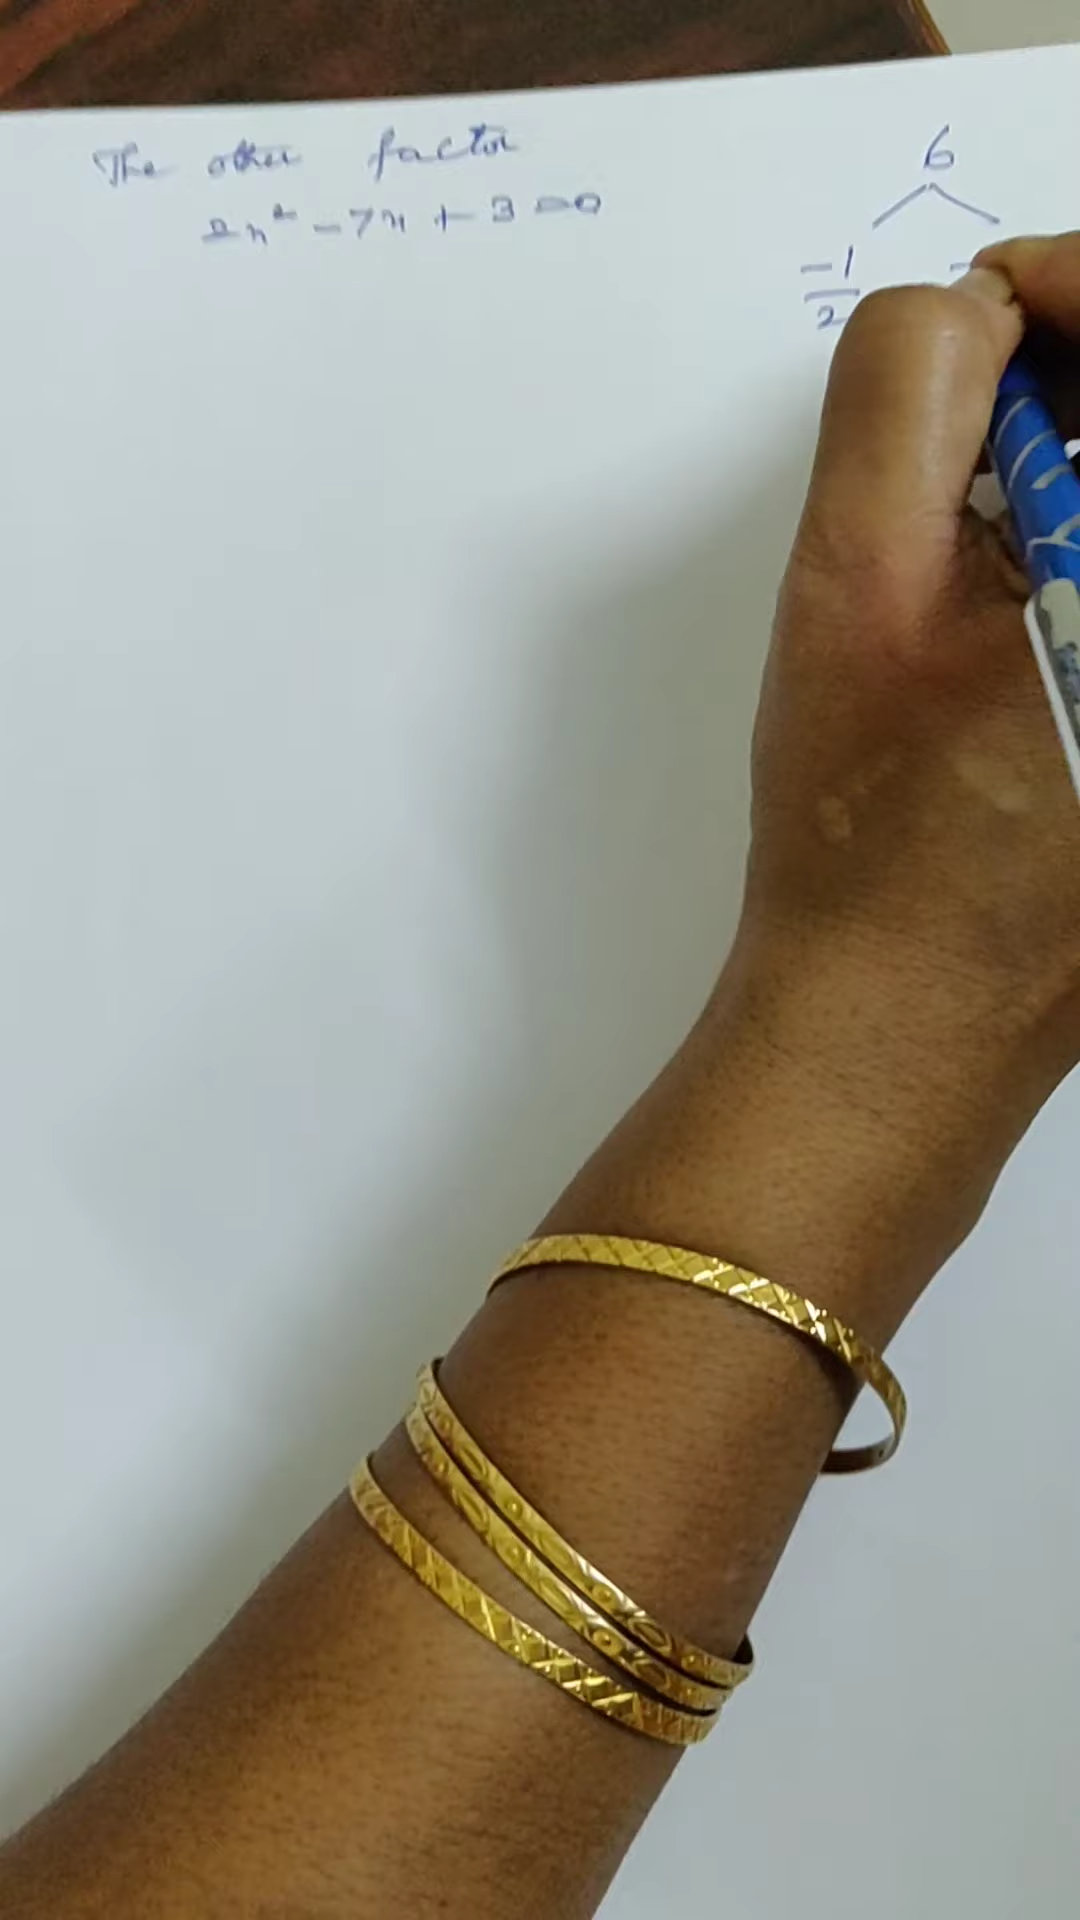 The other factor
2x² - 7x + 3 = 0
6
-1 -
2